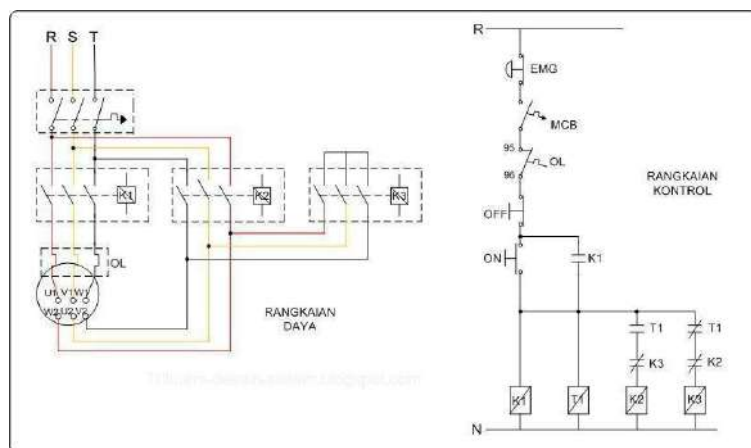 R S T
K1
K2
K3
OL
U1 V1 W1
W2 U2 V2
RANGKAIAN
DAYA
R
EMG
MCB
95
OL
96
OFF
ON
K1
T1
T1
K3
K2
K1
T1
K2
K3
N
RANGKAIAN
KONTROL